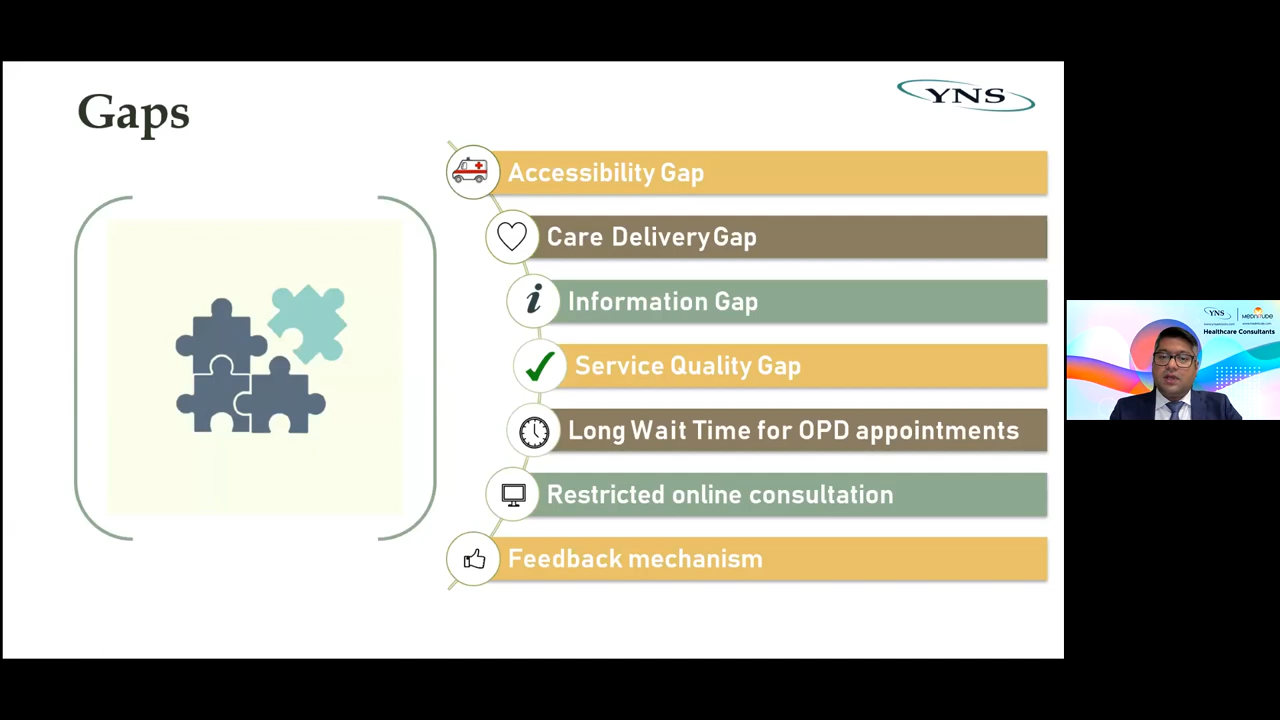 Gaps
YNS
Accessibility Gap
Care Delivery Gap
i
Information Gap
Service Quality Gap
Long Wait Time for OPD appointments
Restricted online consultation
Feedback mechanism
YNS
Healthcare Consultants